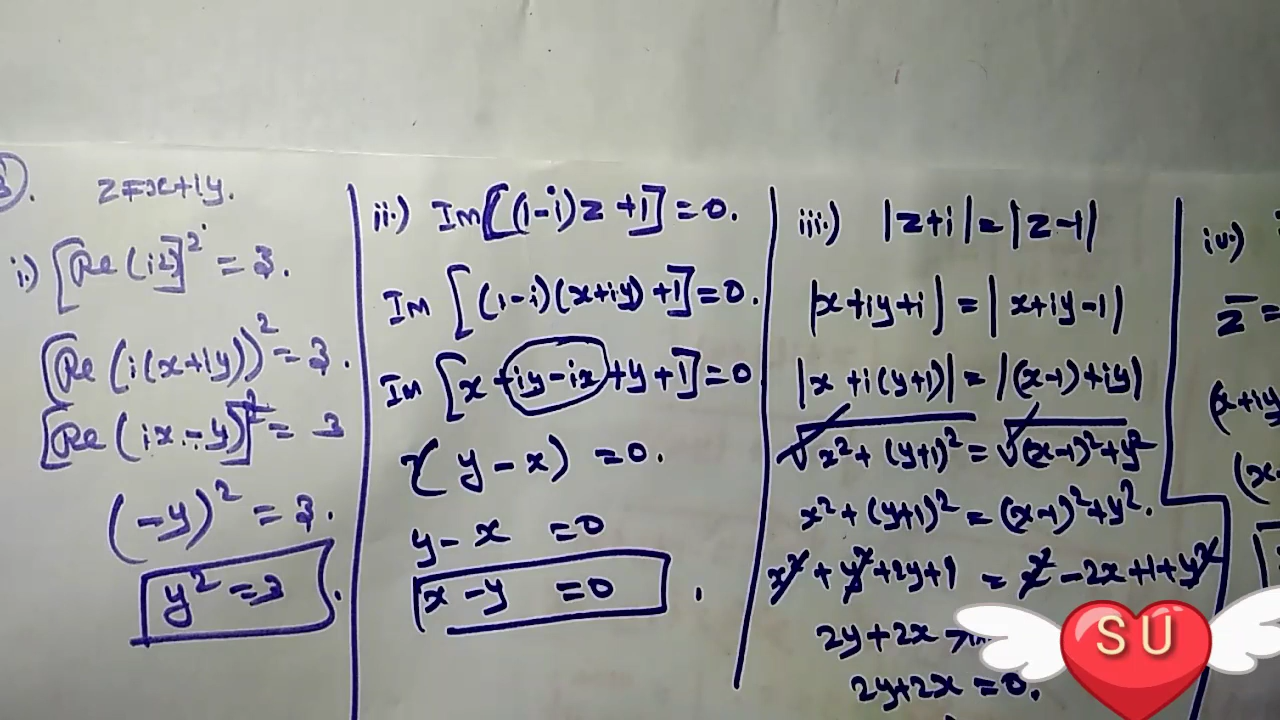 z=x+iy.
i.) [Re(iz)]² = 3.
[Re(i(x+iy))² = 3.
[Re(ix-y)]² = 3
(-y)² = 3.
y² = 3
ii.) Im[(1-i)z+1] = 0.
Im[(1-i)(x+iy)+1] = 0.
Im[x+iy-ix+y+1] = 0
(y-x) = 0.
y-x = 0
x-y = 0
iii.) |z+i| = |z-1|
|x+iy+i| = |x+iy-1|
|x+i(y+1)| = |(x-1)+iy|
√x²+(y+1)² = √(x-1)²+y²
x²+(y+1)² = (x-1)²+y².
x²+y²+2y+1 = x²-2x+1+y²
2y+2x
2y+2x = 0.
iv.)
z̅ =
(x+iy
(x-
SU